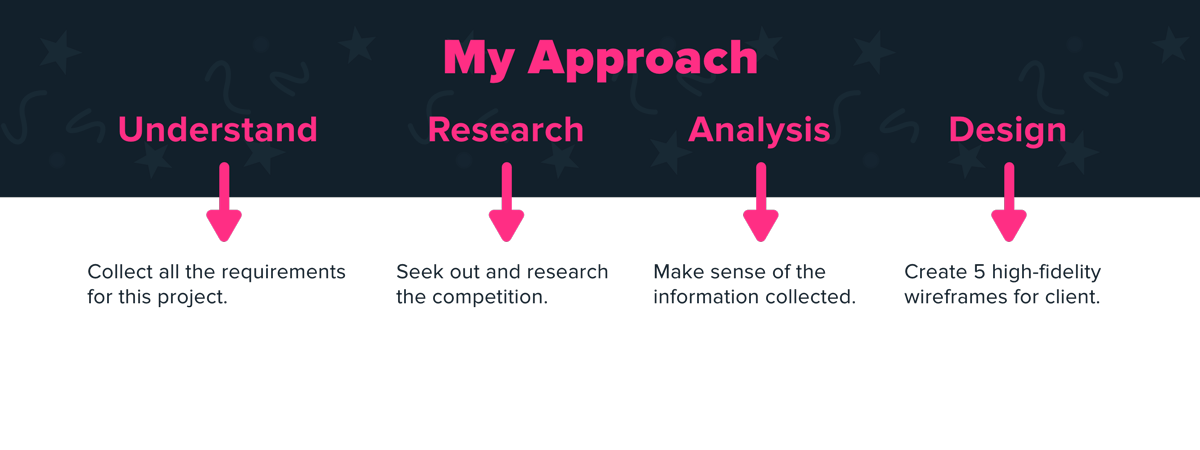 My Approach
Understand
Research
Analysis
Design
Collect all the requirements
for this project.
Seek out and research
the competition.
Make sense of the
information collected.
Create 5 high-fidelity
wireframes for client.